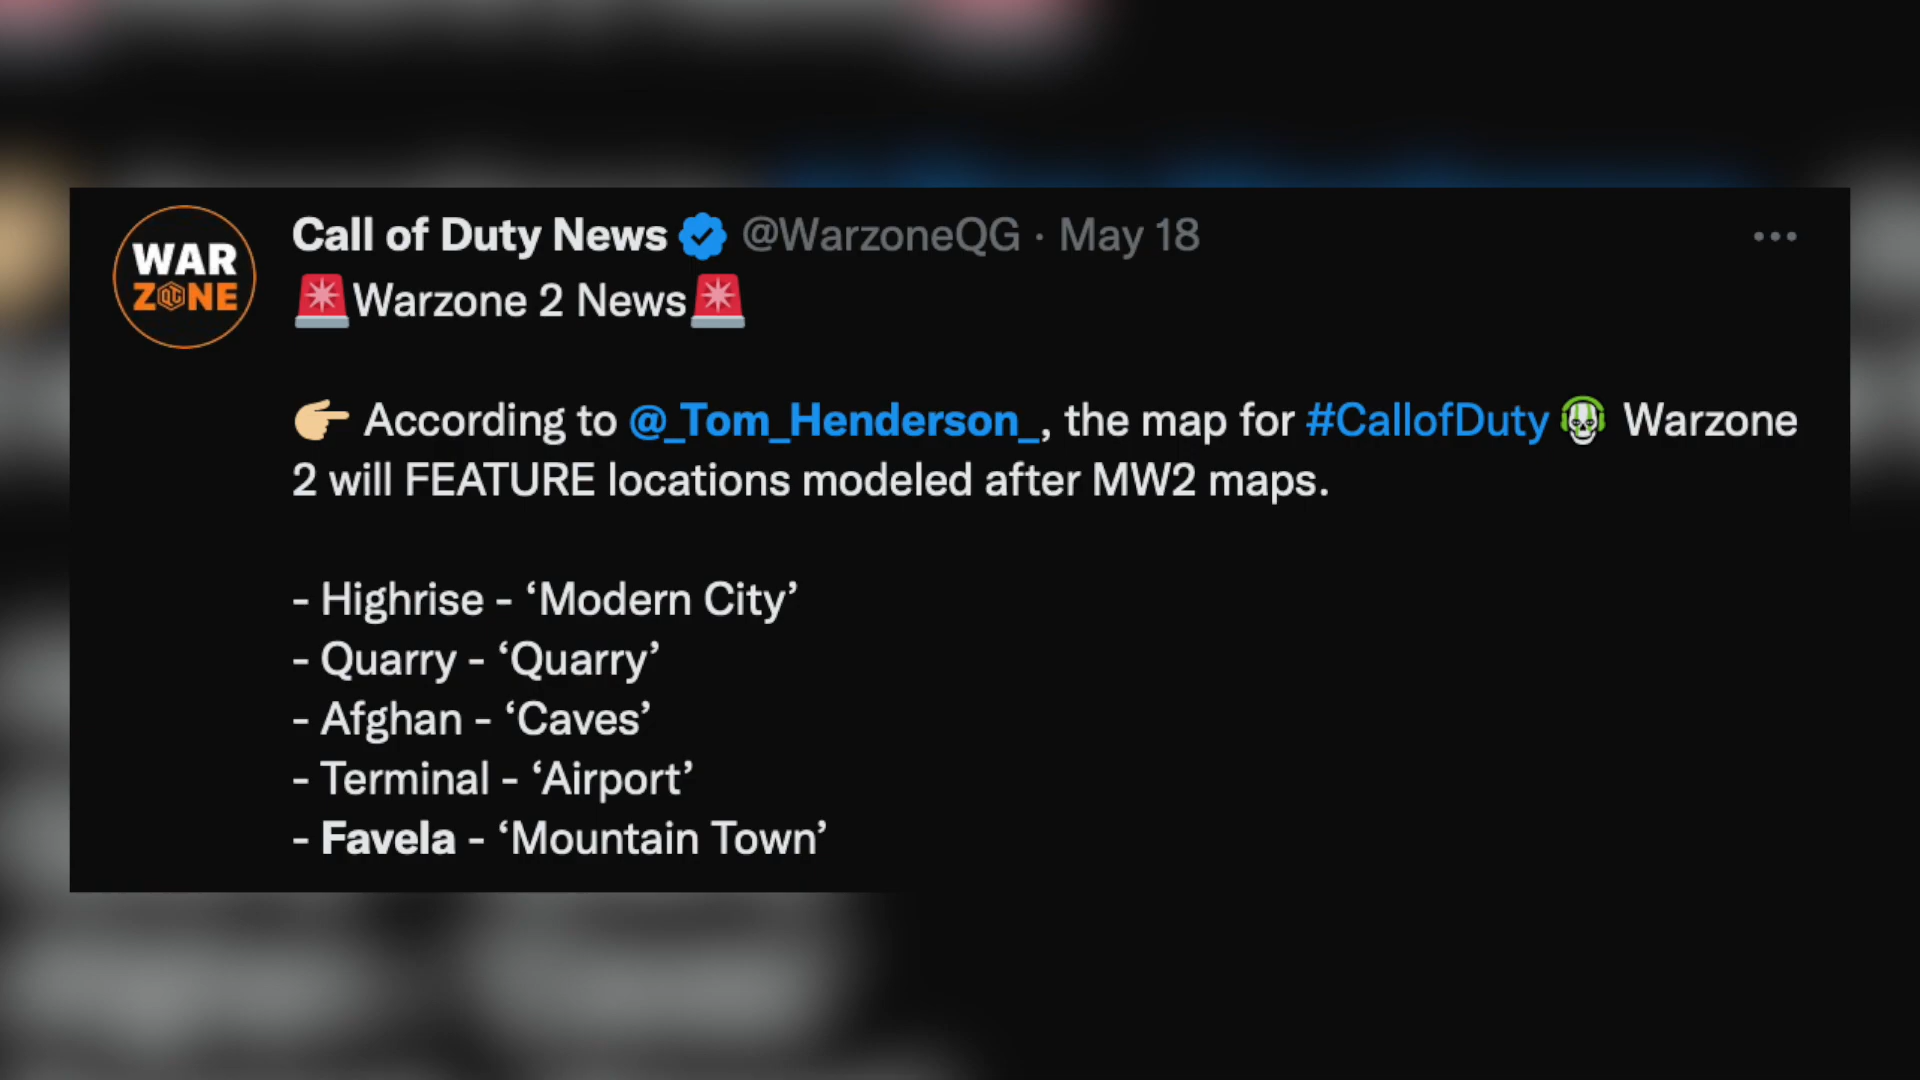 WAR
ZONE
Call of Duty News @WarzoneQG · May 18
🚨Warzone 2 News🚨
👉🏼 According to @_Tom_Henderson_, the map for #CallofDuty Warzone
2 will FEATURE locations modeled after MW2 maps.
- Highrise - ‘Modern City’
- Quarry - ‘Quarry’
- Afghan - ‘Caves’
- Terminal - ‘Airport’
- Favela - ‘Mountain Town’